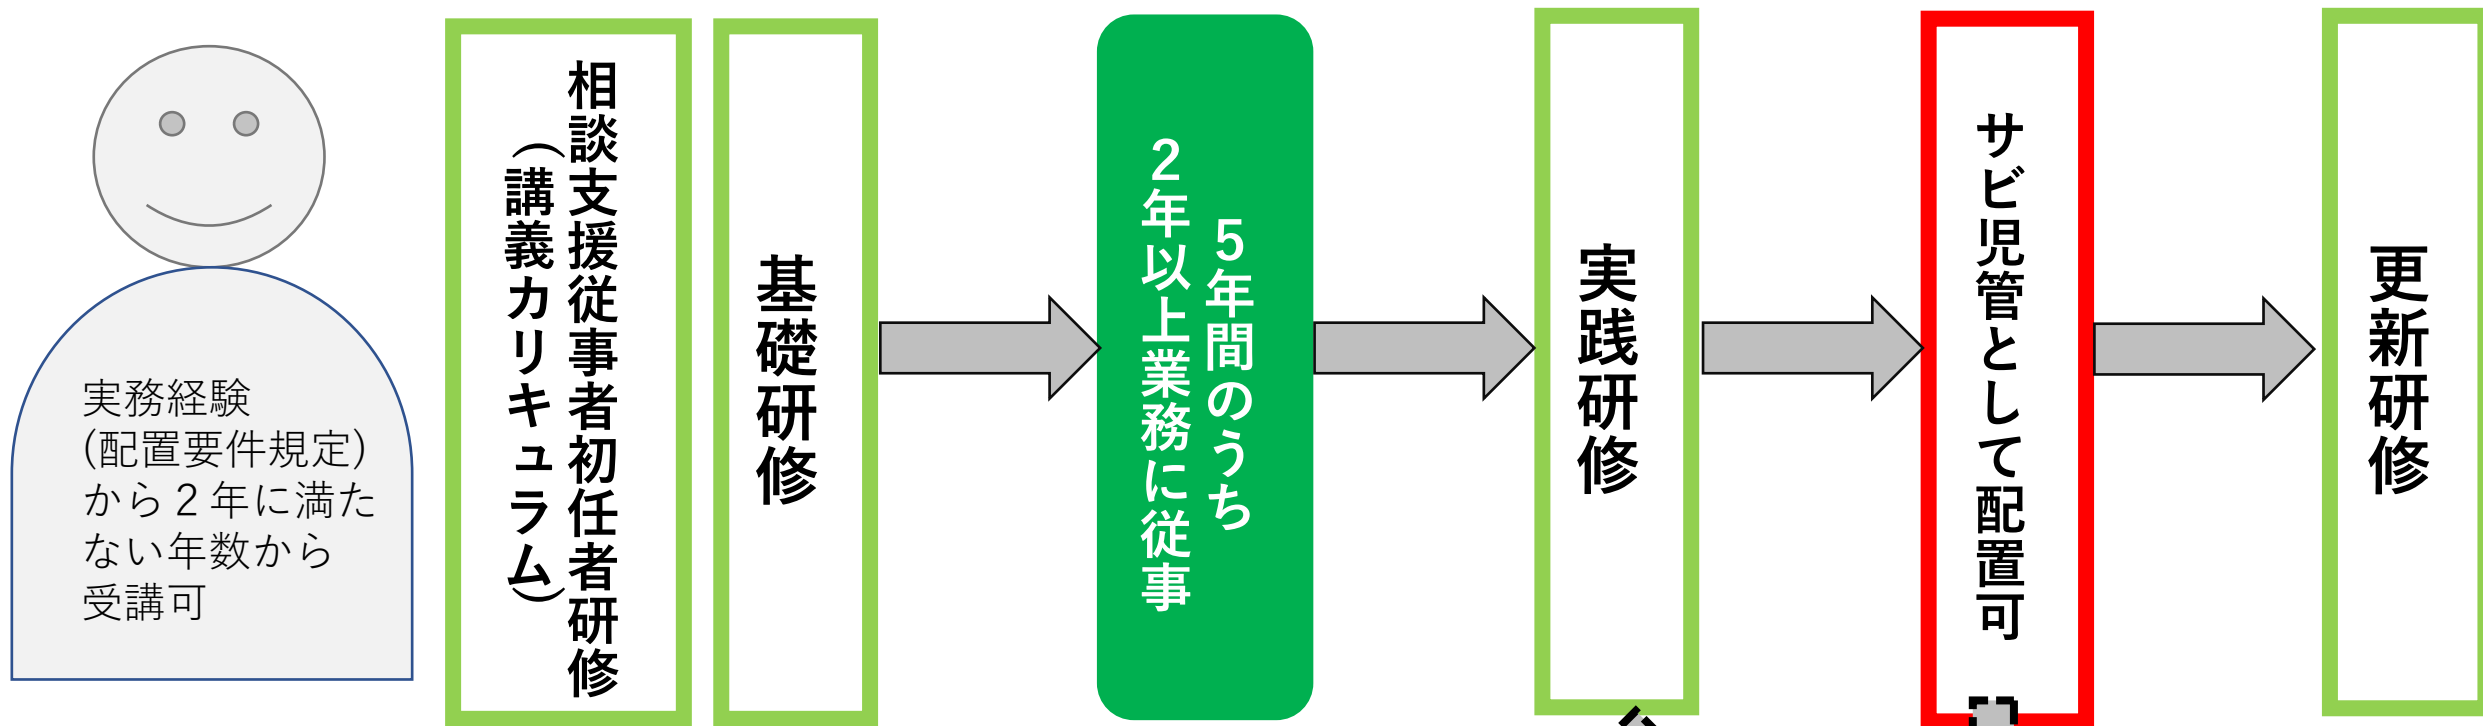 実務経験
(配置要件規定)
から２年に満た
ない年数から
受講可
相談支援従事者初任者研修
（講義カリキュラム）
基礎研修
５年間のうち
２年以上業務に従事
実践研修
サビ児管として配置可
更新研修